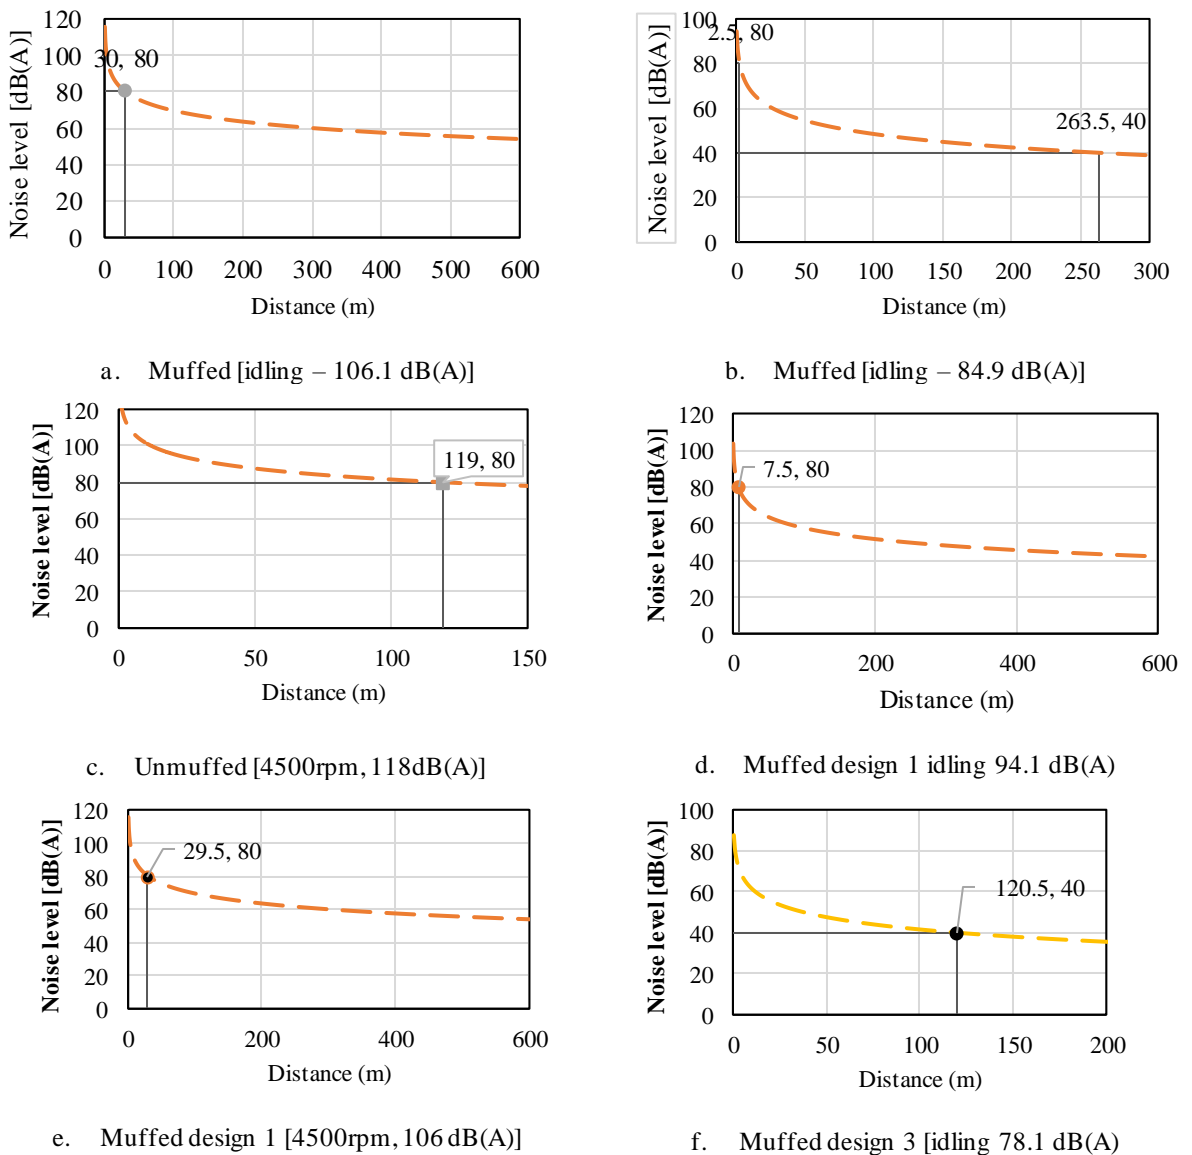 120
100
80
60
40
20
0
Noise level [dB(A)]
30, 80
0 100 200 300 400 500 600
Distance (m)
a. Muffed [idling – 106.1 dB(A)]
100
80
60
40
20
0
Noise level [dB(A)]
2.5, 80
263.5, 40
0 50 100 150 200 250 300
Distance (m)
b. Muffed [idling – 84.9 dB(A)]
120
100
80
60
40
20
0
Noise level [dB(A)]
119, 80
0 50 100 150
Distance (m)
c. Unmuffed [4500rpm, 118dB(A)]
120
100
80
60
40
20
0
Noise level [dB(A)]
7.5, 80
0 200 400 600
Distance (m)
d. Muffed design 1 idling 94.1 dB(A)
120
100
80
60
40
20
0
Noise level [dB(A)]
29.5, 80
0 200 400 600
Distance (m)
e. Muffed design 1 [4500rpm, 106 dB(A)]
100
80
60
40
20
0
Noise level [dB(A)]
120.5, 40
0 50 100 150 200
Distance (m)
f. Muffed design 3 [idling 78.1 dB(A)